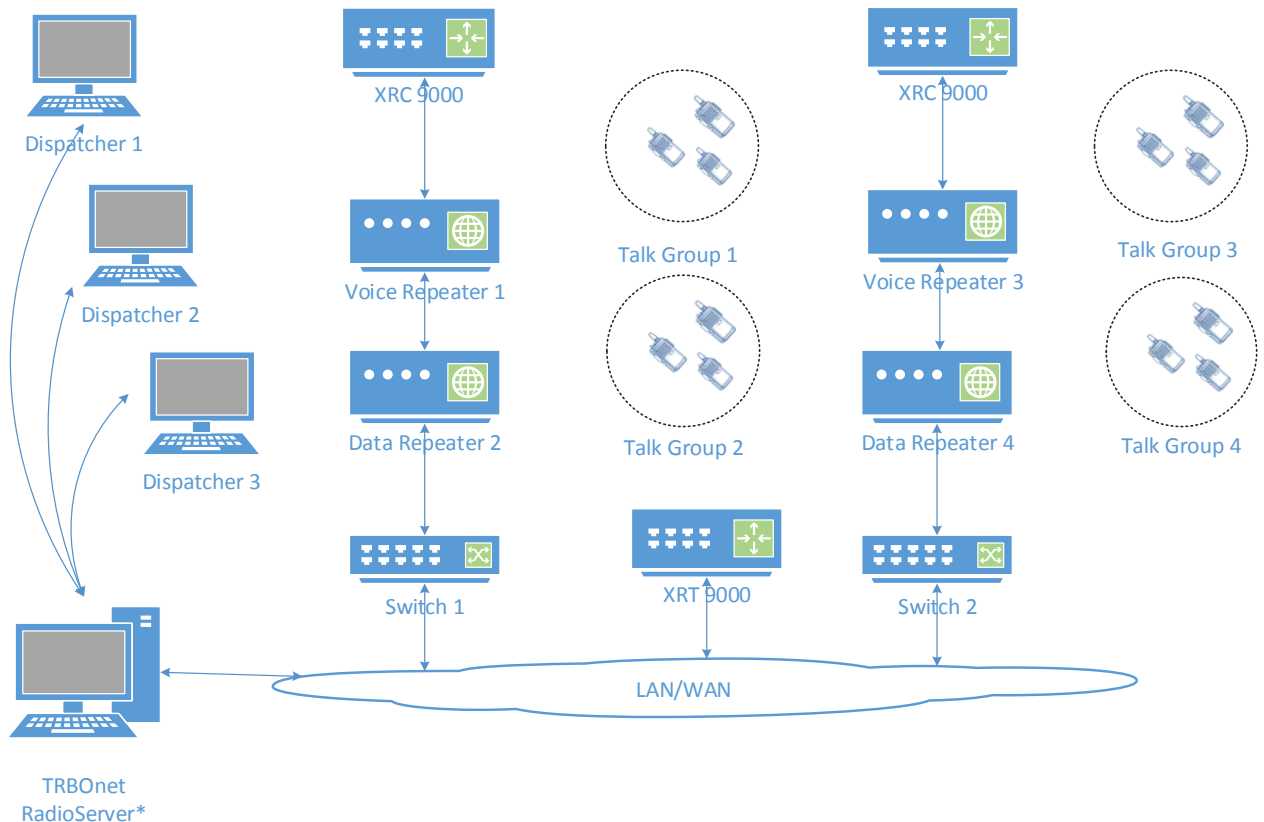 XRC 9000
XRC 9000
Dispatcher 1
Talk Group 1
Talk Group 3
Voice Repeater 1
Voice Repeater 3
Dispatcher 2
Data Repeater 2
Talk Group 2
Data Repeater 4
Talk Group 4
Dispatcher 3
Switch 1
XRT 9000
Switch 2
LAN/WAN
TRBOnet
RadioServer*